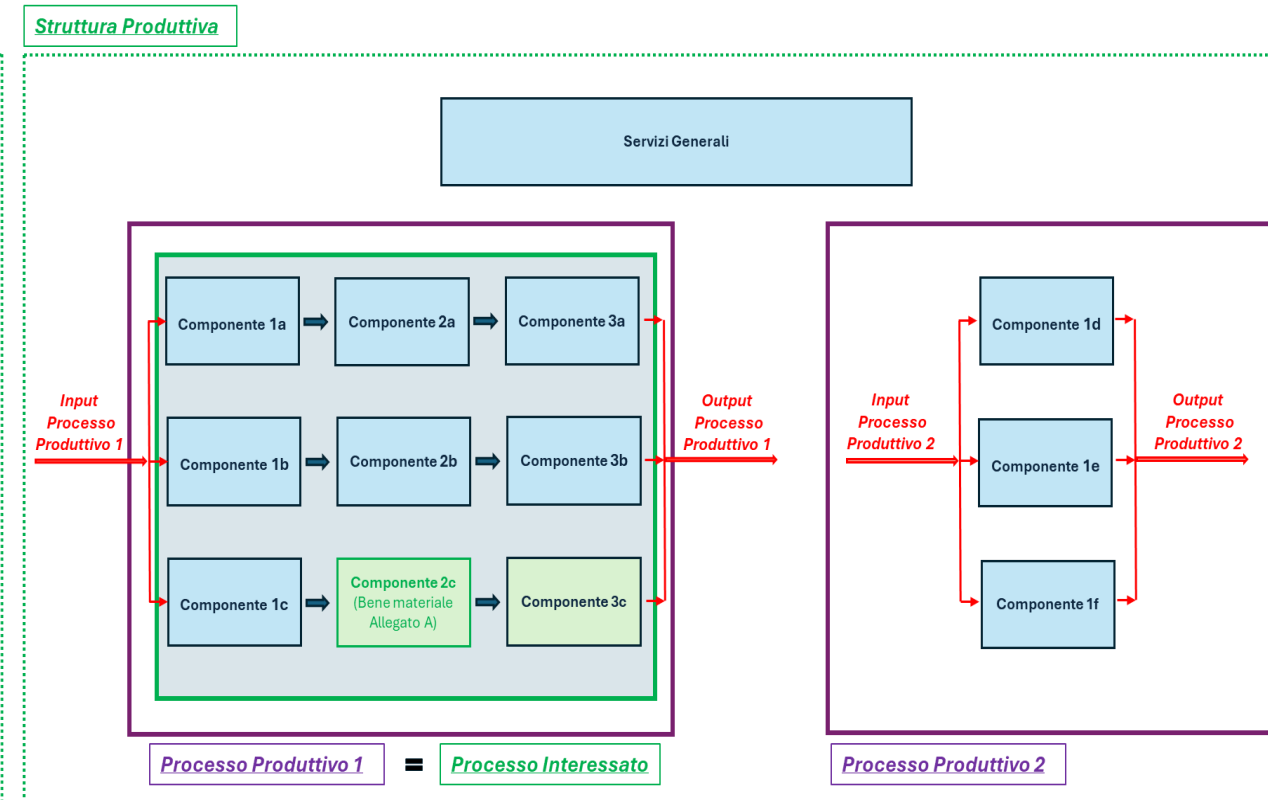 Struttura Produttiva
Servizi Generali
Componente 1a
Componente 2a
Componente 3a
Componente 1d
Input
Processo
Produttivo 1
Output
Processo
Produttivo 1
Input
Processo
Produttivo 2
Output
Processo
Produttivo 2
Componente 1b
Componente 2b
Componente 3b
Componente 1e
Componente 1c
Componente 2c
(Bene materiale
Allegato A)
Componente 3c
Componente 1f
Processo Produttivo 1
=
Processo Interessato
Processo Produttivo 2